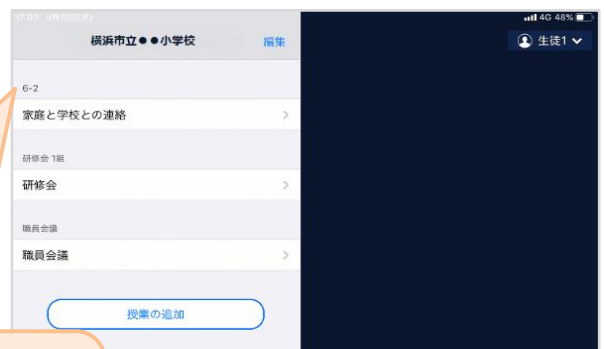 4G 48%
横浜市立●●小学校 編集
生徒1
6-2
家庭と学校との連絡
研修会 1組
研修会
職員会議
職員会議
授業の追加